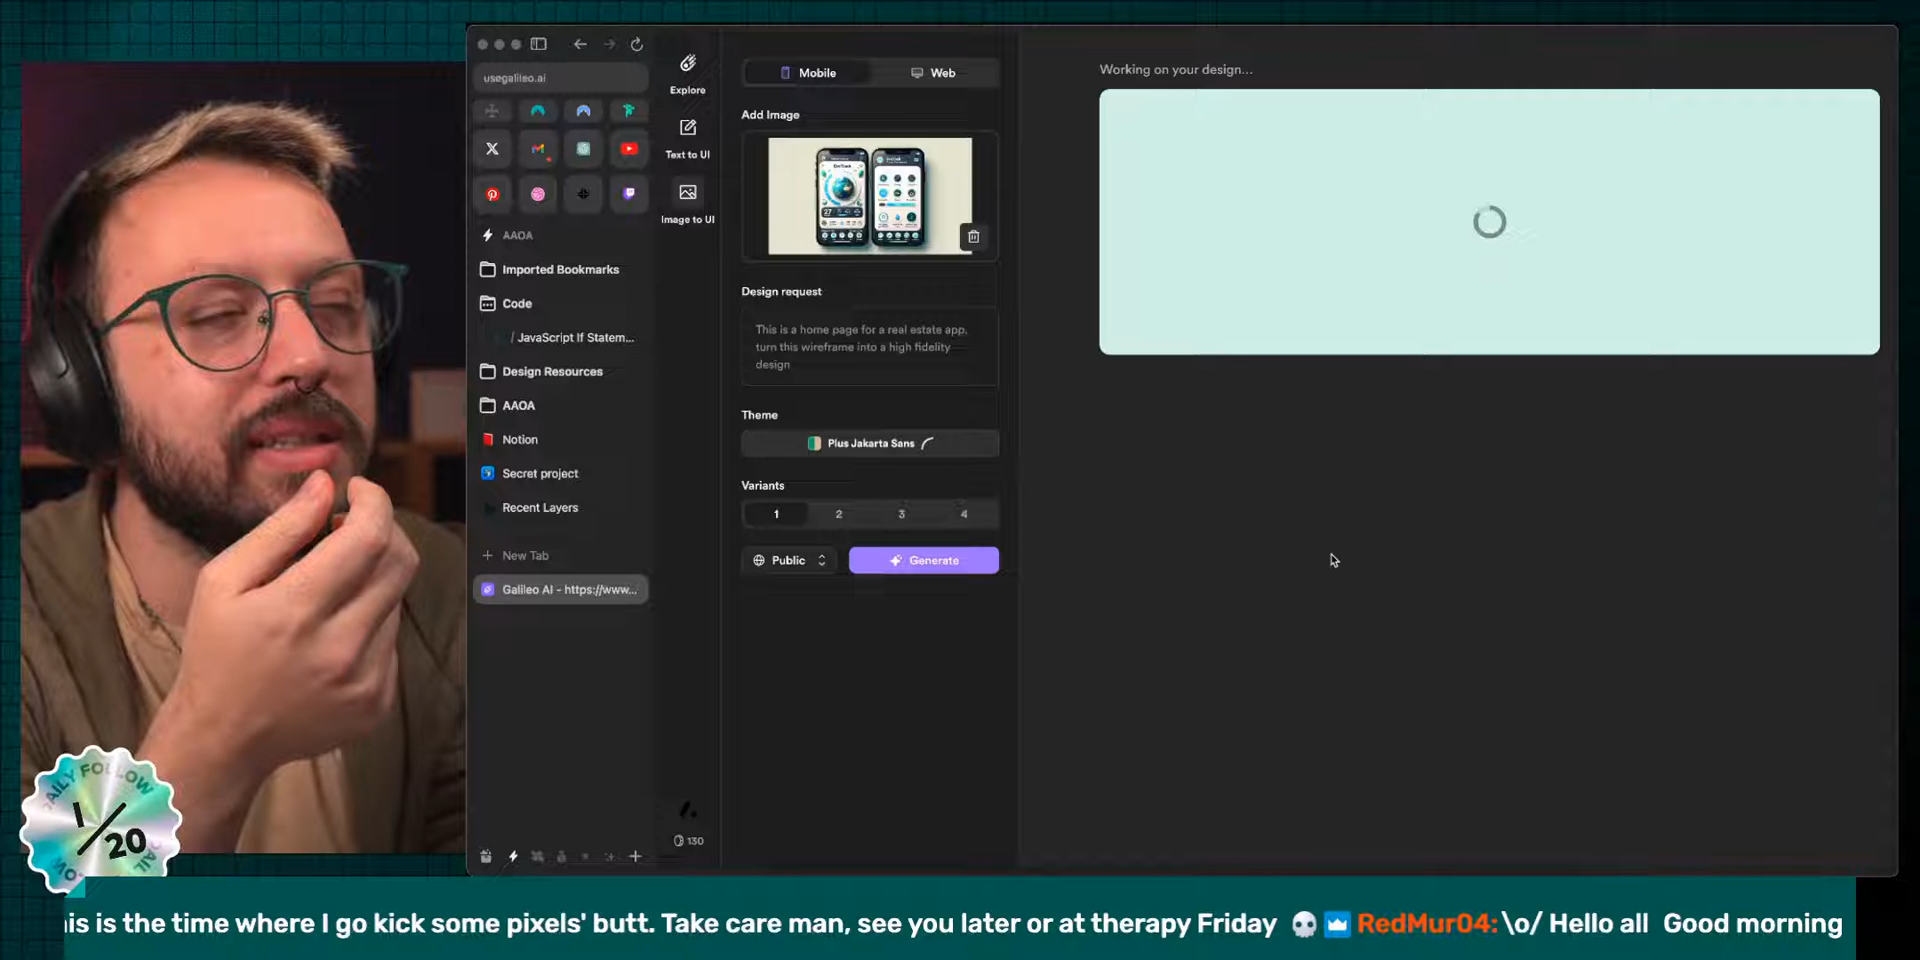 usegalileo.ai
AAOA
Imported Bookmarks
Code
/ JavaScript If Statem...
Design Resources
AAOA
Notion
Secret project
Recent Layers
New Tab
Galileo AI - https://www...
Explore
Text to UI
Image to UI
130
Mobile
Web
Add Image
Design request
This is a home page for a real estate app,
turn this wireframe into a high fidelity
design
Theme
Plus Jakarta Sans
Variants
1 2 3 4
Public
Generate
Working on your design...
DAILY FOLLOW
1/20
his is the time where I go kick some pixels' butt. Take care man, see you later or at therapy Friday RedMur04: \o/ Hello all Good morning